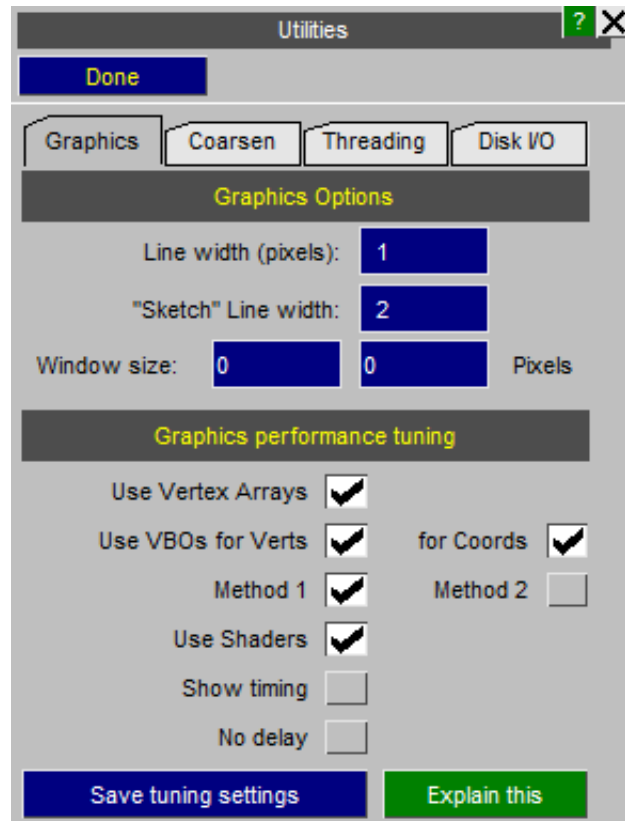 Utilities ?
Done
Graphics Coarsen Threading Disk I/O
Graphics Options
Line width (pixels): 1
"Sketch" Line width: 2
Window size: 0 0 Pixels
Graphics performance tuning
Use Vertex Arrays
Use VBOs for Verts for Coords
Method 1 Method 2
Use Shaders
Show timing
No delay
Save tuning settings Explain this